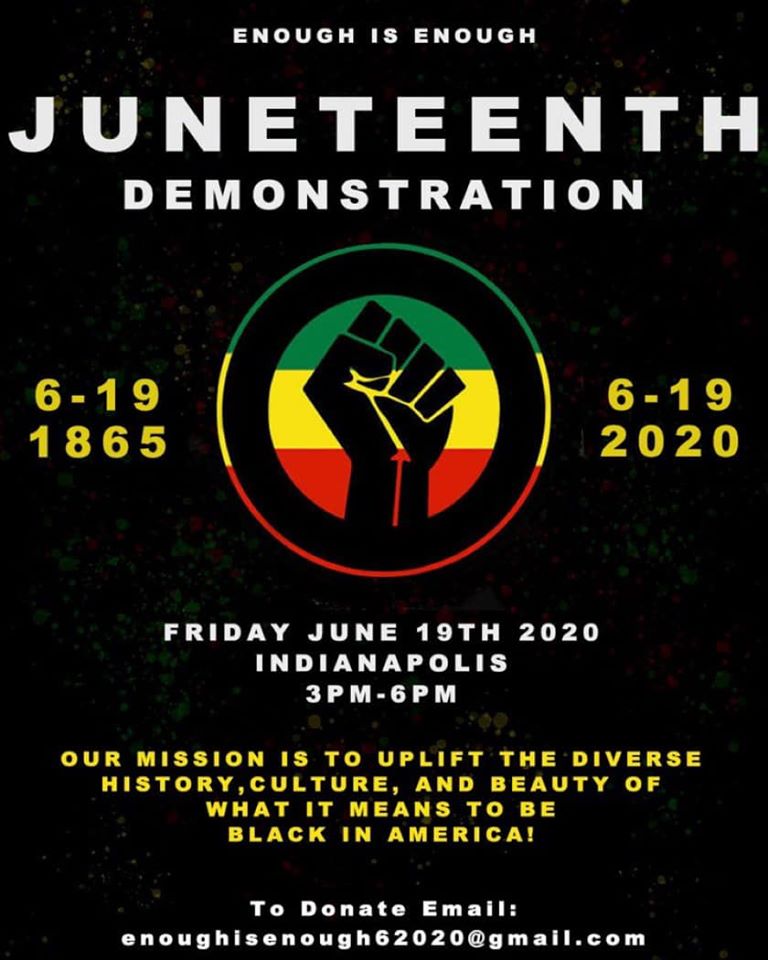 ENOUGH IS ENOUGH
JUNETEENTH
DEMONSTRATION
6-19
1865
6-19
2020
FRIDAY JUNE 19TH 2020
INDIANAPOLIS
3PM-6PM
OUR MISSION IS TO UPLIFT THE DIVERSE
HISTORY,CULTURE, AND BEAUTY OF
WHAT IT MEANS TO BE
BLACK IN AMERICA!
To Donate Email:
enoughisenough62020@gmail.com